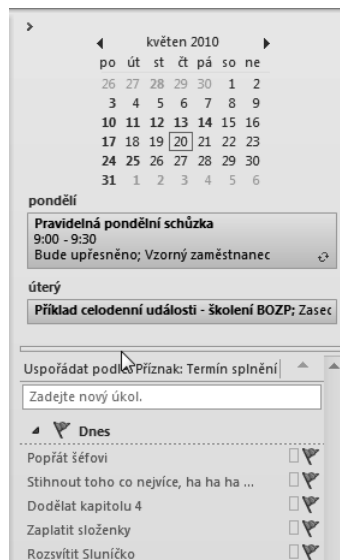 květen 2010
po út st čt pá so ne
26 27 28 29 30 1 2
3 4 5 6 7 8 9
10 11 12 13 14 15 16
17 18 19 20 21 22 23
24 25 26 27 28 29 30
31 1 2 3 4 5 6
pondělí
Pravidelná pondělní schůzka
9:00 - 9:30
Bude upřesněno; Vzorný zaměstnanec
úterý
Příklad celodenní události - školení BOZP; Zasec
Uspořádat podle: Příznak: Termín splnění
Zadejte nový úkol.
Dnes
Popřát šéfovi
Stihnout toho co nejvíce, ha ha ha ...
Dodělat kapitolu 4
Zaplatit složenky
Rozsvítit Sluníčko